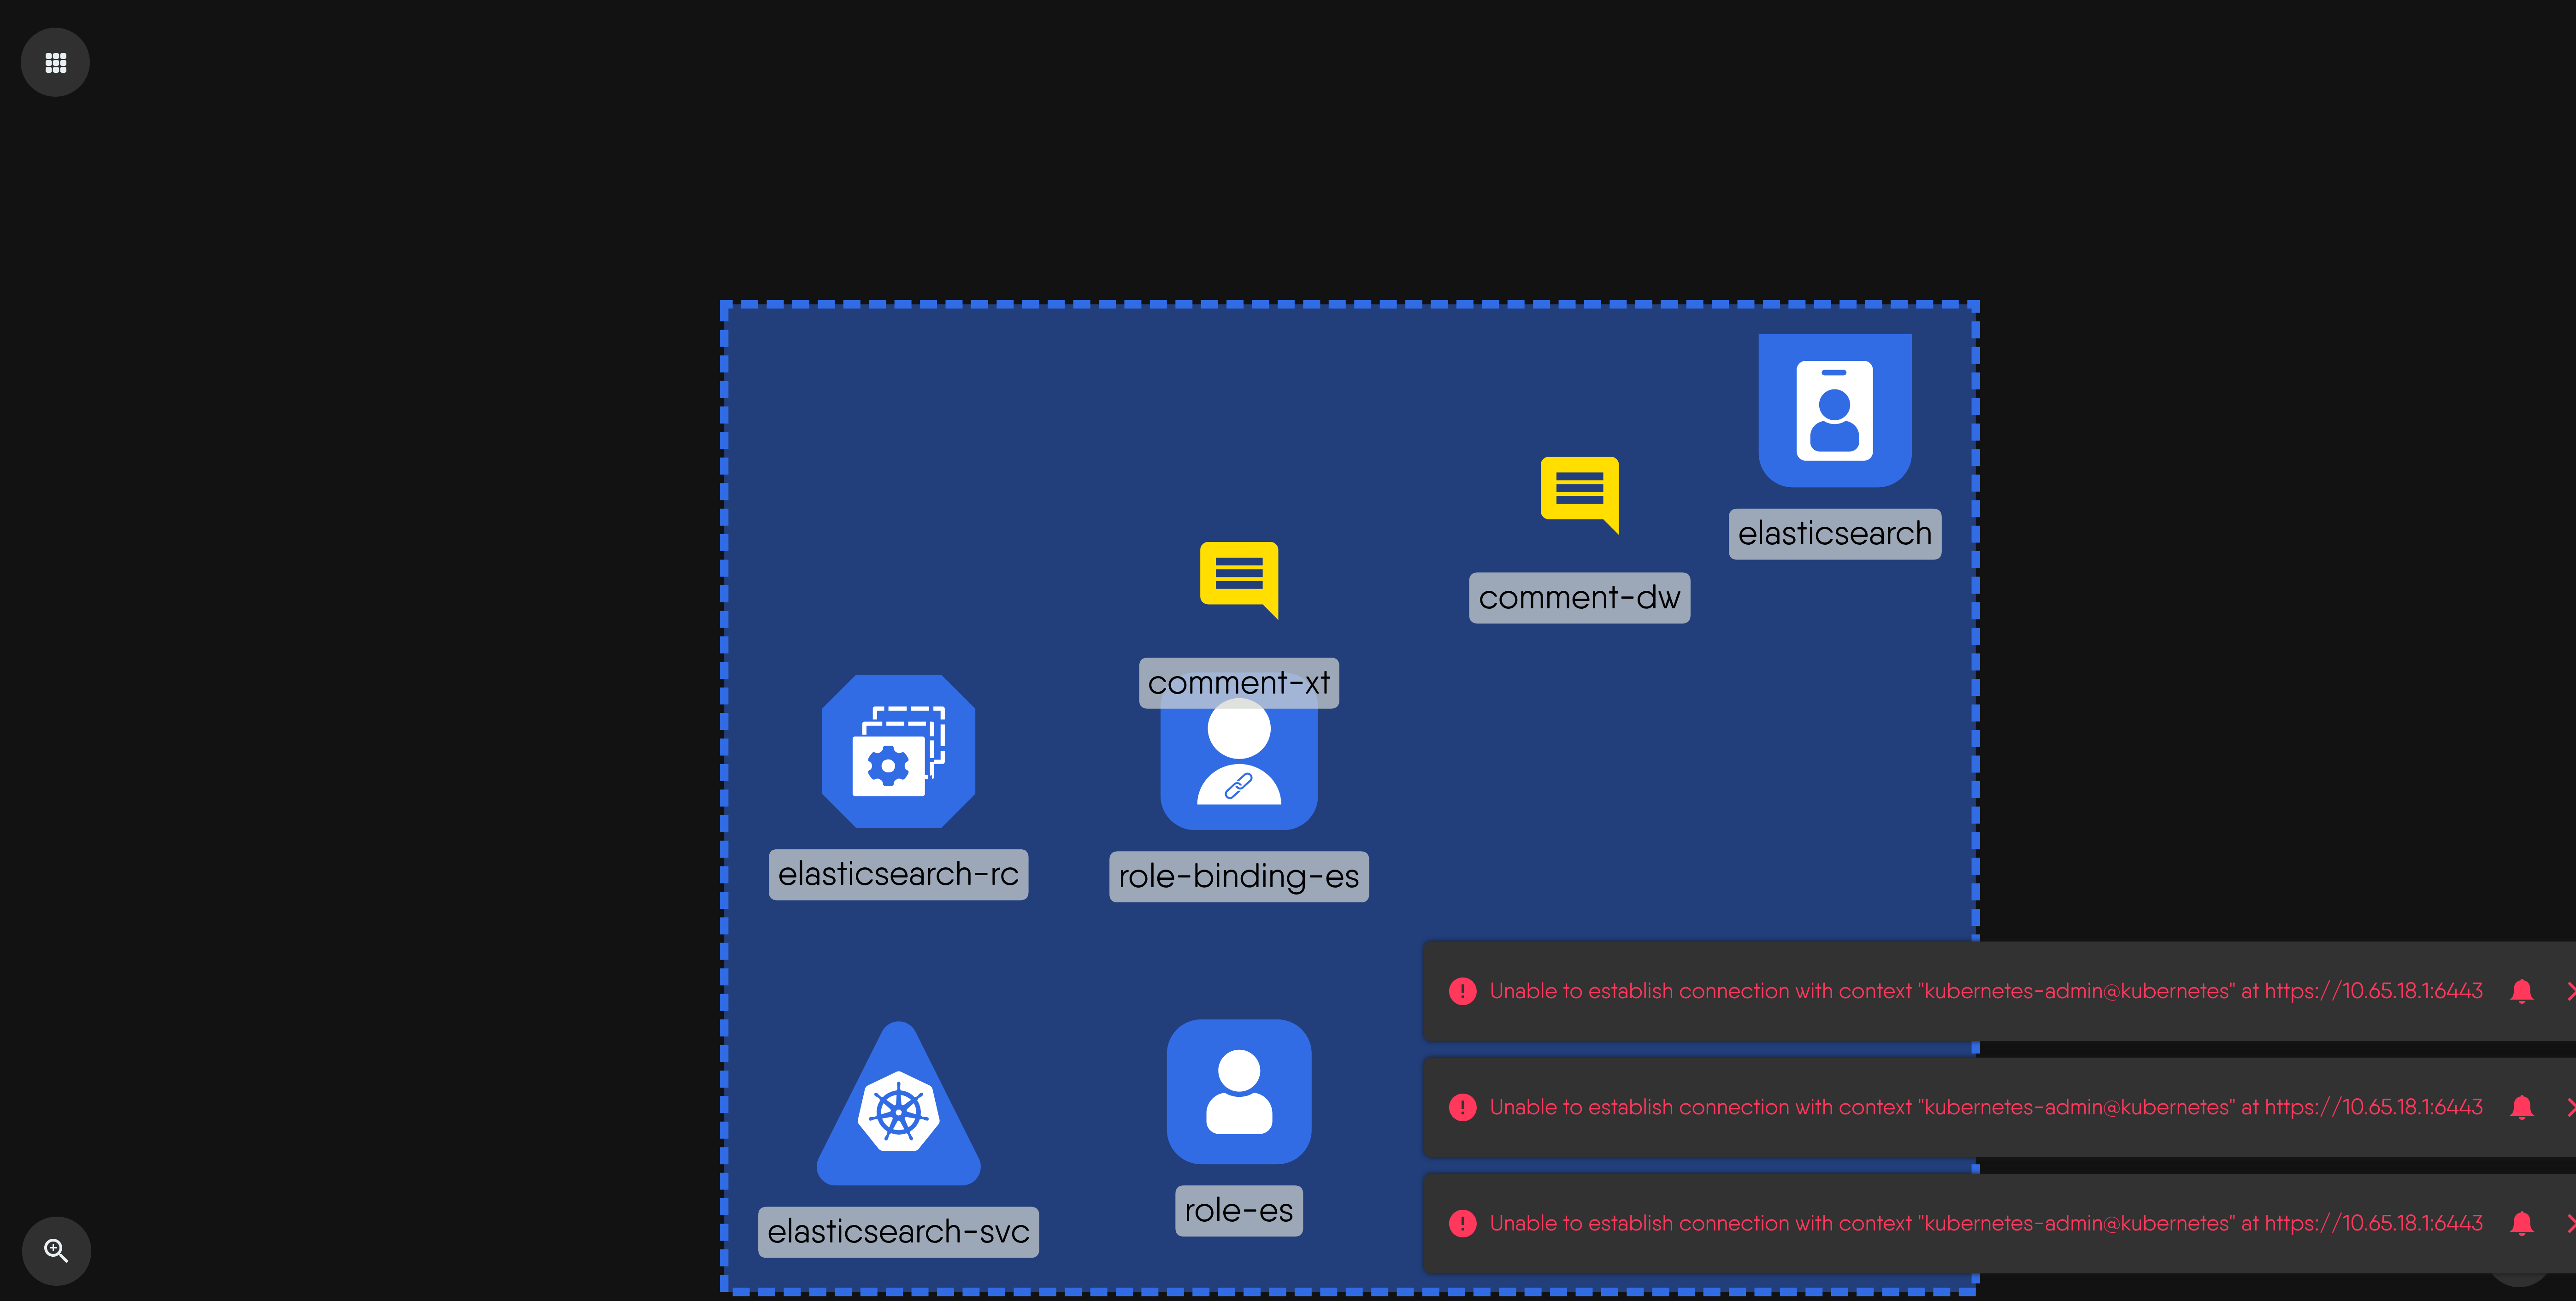 elasticsearch
comment-dw
comment-xt
elasticsearch-rc
role-binding-es
Unable to establish connection with context "kubernetes-admin@kubernetes" at https://10.65.18.1:6443
Unable to establish connection with context "kubernetes-admin@kubernetes" at https://10.65.18.1:6443
Unable to establish connection with context "kubernetes-admin@kubernetes" at https://10.65.18.1:6443
elasticsearch-svc
role-es